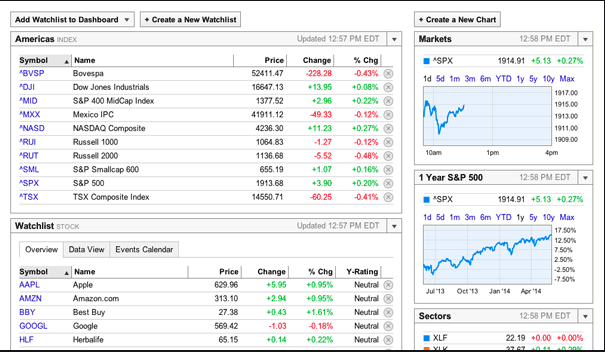 Add Watchlist to Dashboard + Create a New Watchlist
Americas INDEX Updated 12:57 PM EDT
Symbol Name Price Change % Chg
^BVSP Bovespa 52411.47 -228.28 -0.43%
^DJI Dow Jones Industrials 16647.13 +13.95 +0.08%
^MID S&P 400 MidCap Index 1377.52 +2.96 +0.22%
^MXX Mexico IPC 41911.12 -49.33 -0.12%
^NASD NASDAQ Composite 4236.30 +11.23 +0.27%
^RUI Russell 1000 1064.83 -1.27 -0.12%
^RUT Russell 2000 1136.68 -5.52 -0.48%
^SML S&P Smallcap 600 655.19 +1.07 +0.16%
^SPX S&P 500 1913.68 +3.90 +0.20%
^TSX TSX Composite Index 14550.71 -60.25 -0.41%
Watchlist STOCK Updated 12:57 PM EDT
Overview Data View Events Calendar
Symbol Name Price Change % Chg Y-Rating
AAPL Apple 629.96 +5.95 +0.95% Neutral
AMZN Amazon.com 313.10 +2.94 +0.95% Neutral
BBY Best Buy 27.38 +0.43 +1.61% Neutral
GOOGL Google 569.42 -1.03 -0.18% Neutral
HLF Herbalife 65.15 +0.14 +0.22% Neutral
+ Create a New Chart
Markets 12:58 PM EDT
^SPX 1914.91 +5.13 +0.27%
1d 5d 1m 3m 6m YTD 1y 5y 10y Max
1917.00
1915.00
1913.00
1911.00
1909.00
10am 1pm 4pm
1 Year S&P 500 12:58 PM EDT
^SPX 1914.91 +5.13 +0.27%
1d 5d 1m 3m 6m YTD 1y 5y 10y Max
17.50%
12.50%
7.50%
2.50%
-2.50%
-7.50%
Jul '13 Oct '13 Jan '14 Apr '14
Sectors 12:58 PM EDT
XLF 22.19 +0.00 +0.00%
XLK 37.67 +0.11 +0.29%